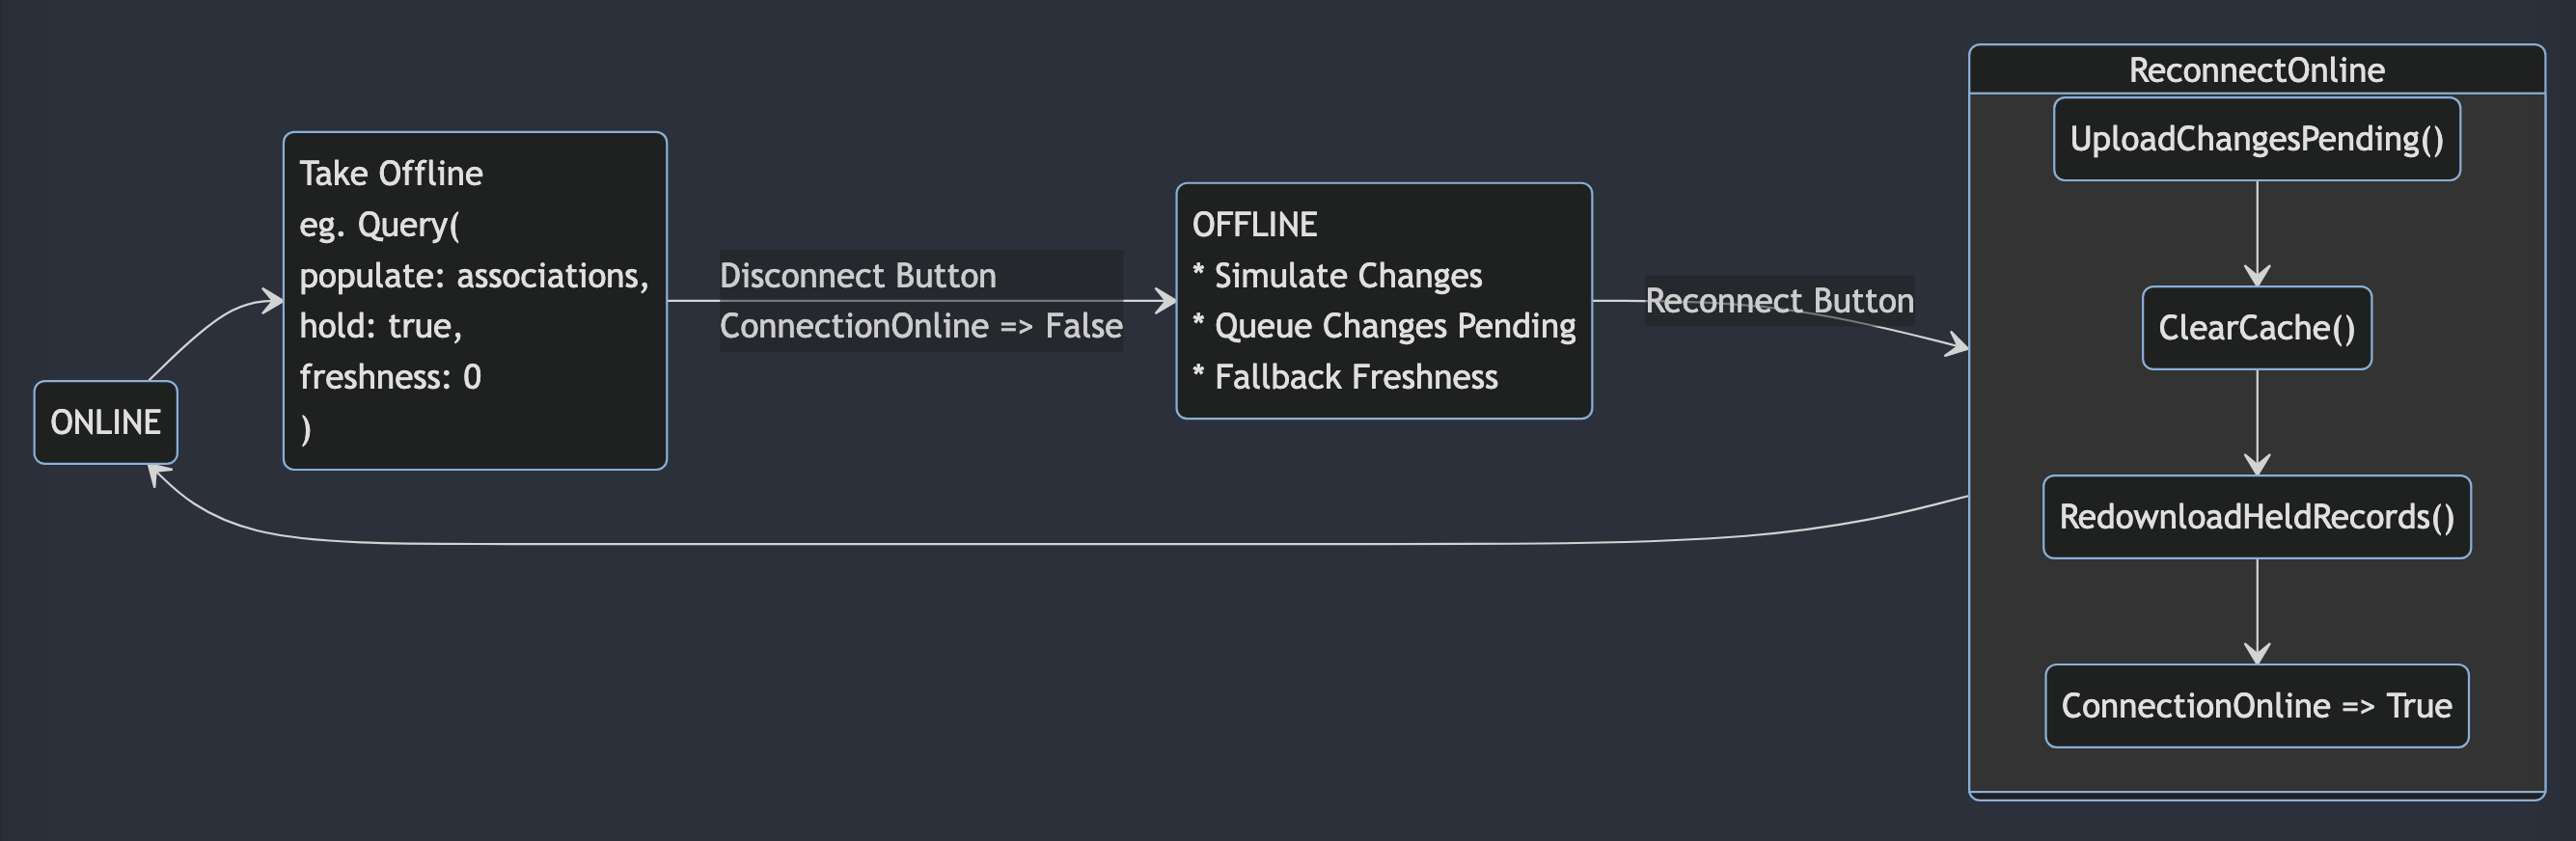 ONLINE
Take Offline
eg. Query(
populate: associations,
hold: true,
freshness: 0
)
Disconnect Button
ConnectionOnline => False
OFFLINE
* Simulate Changes
* Queue Changes Pending
* Fallback Freshness
Reconnect Button
ReconnectOnline
UploadChangesPending()
ClearCache()
RedownloadHeldRecords()
ConnectionOnline => True